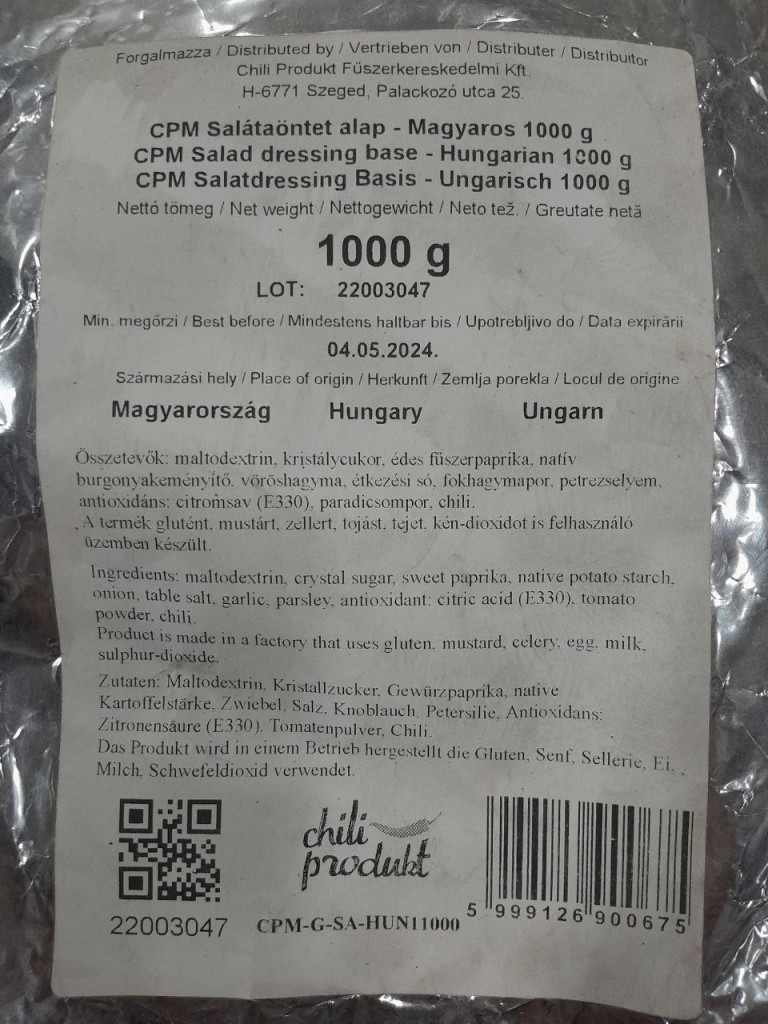 Forgalmazza / Distributed by / Vertrieben von / Distributer / Distribuitor
Chili Produkt Fűszerkereskedelmi Kft.
H-6771 Szeged, Palackozó utca 25.
CPM Salátaöntet alap - Magyaros 1000 g
CPM Salad dressing base - Hungarian 1000 g
CPM Salatdressing Basis - Ungarisch 1000 g
Nettó tömeg / Net weight / Nettogewicht / Neto tež. / Greutate netă
1000 g
LOT: 22003047
Min. megőrzi / Best before / Mindestens haltbar bis / Upotrebljivo do / Data expirării
04.05.2024.
Származási hely / Place of origin / Herkunft / Zemlja porekla / Locul de origine
Magyarország Hungary Ungarn
Összetevők: maltodextrin, kristálycukor, édes fűszerpaprika, natív
burgonyakeményítő, vöröshagyma, étkezési só, fokhagymapor, petrezselyem,
antioxidáns: citromsav (E330), paradicsompor, chili.
A termék glutént, mustárt, zellert, tojást, tejet, kén-dioxidot is felhasználó
üzemben készült.
Ingredients: maltodextrin, crystal sugar, sweet paprika, native potato starch,
onion, table salt, garlic, parsley, antioxidant: citric acid (E330), tomato
powder, chili.
Product is made in a factory that uses gluten, mustard, celery, egg, milk,
sulphur-dioxide.
Zutaten: Maltodextrin, Kristallzucker, Gewürzpaprika, native
Kartoffelstärke, Zwiebel, Salz, Knoblauch, Petersilie, Antioxidans:
Zitronensäure (E330), Tomatenpulver, Chili.
Das Produkt wird in einem Betrieb hergestellt die Gluten, Senf, Sellerie, Ei,
Milch, Schwefeldioxid verwendet.
chili
produkt
22003047 CPM-G-SA-HUN11000 5 999126 900675